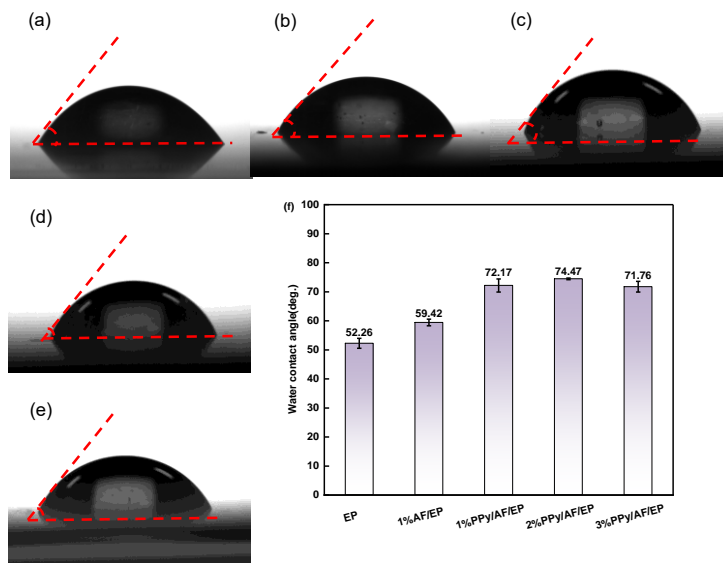 (a)
(b)
(c)
(d)
(e)
(f)
Water contact angle(deg.)
100
90
80
70
60
50
40
30
20
10
0
52.26
59.42
72.17
74.47
71.76
EP
1%AF/EP
1%PPy/AF/EP
2%PPy/AF/EP
3%PPy/AF/EP